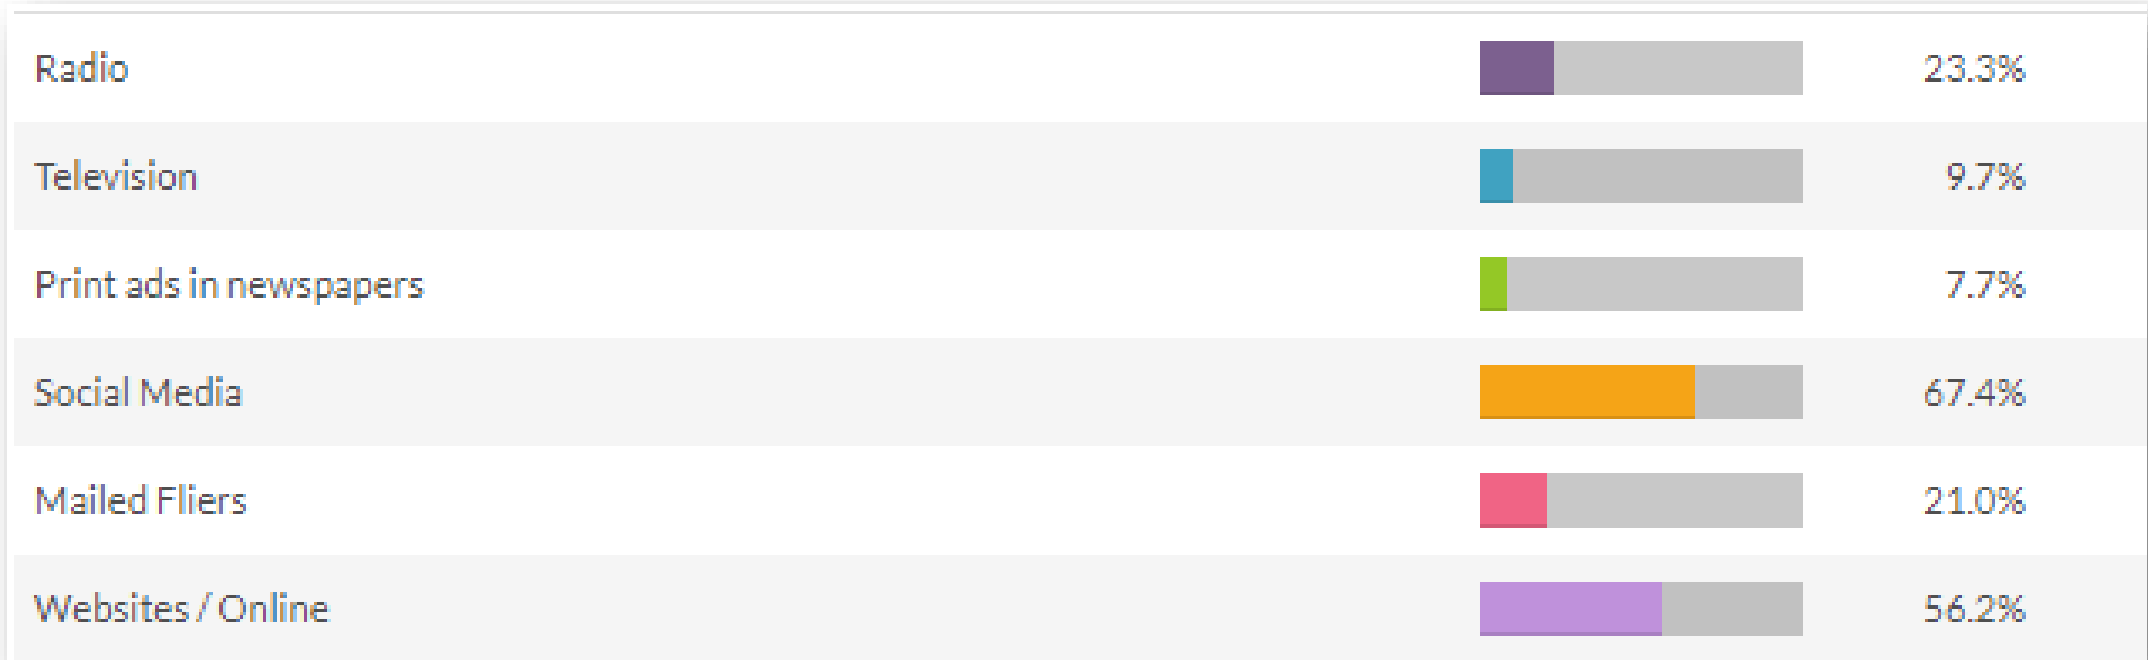 Radio 23.3%
Television 9.7%
Print ads in newspapers 7.7%
Social Media 67.4%
Mailed Fliers 21.0%
Websites / Online 56.2%